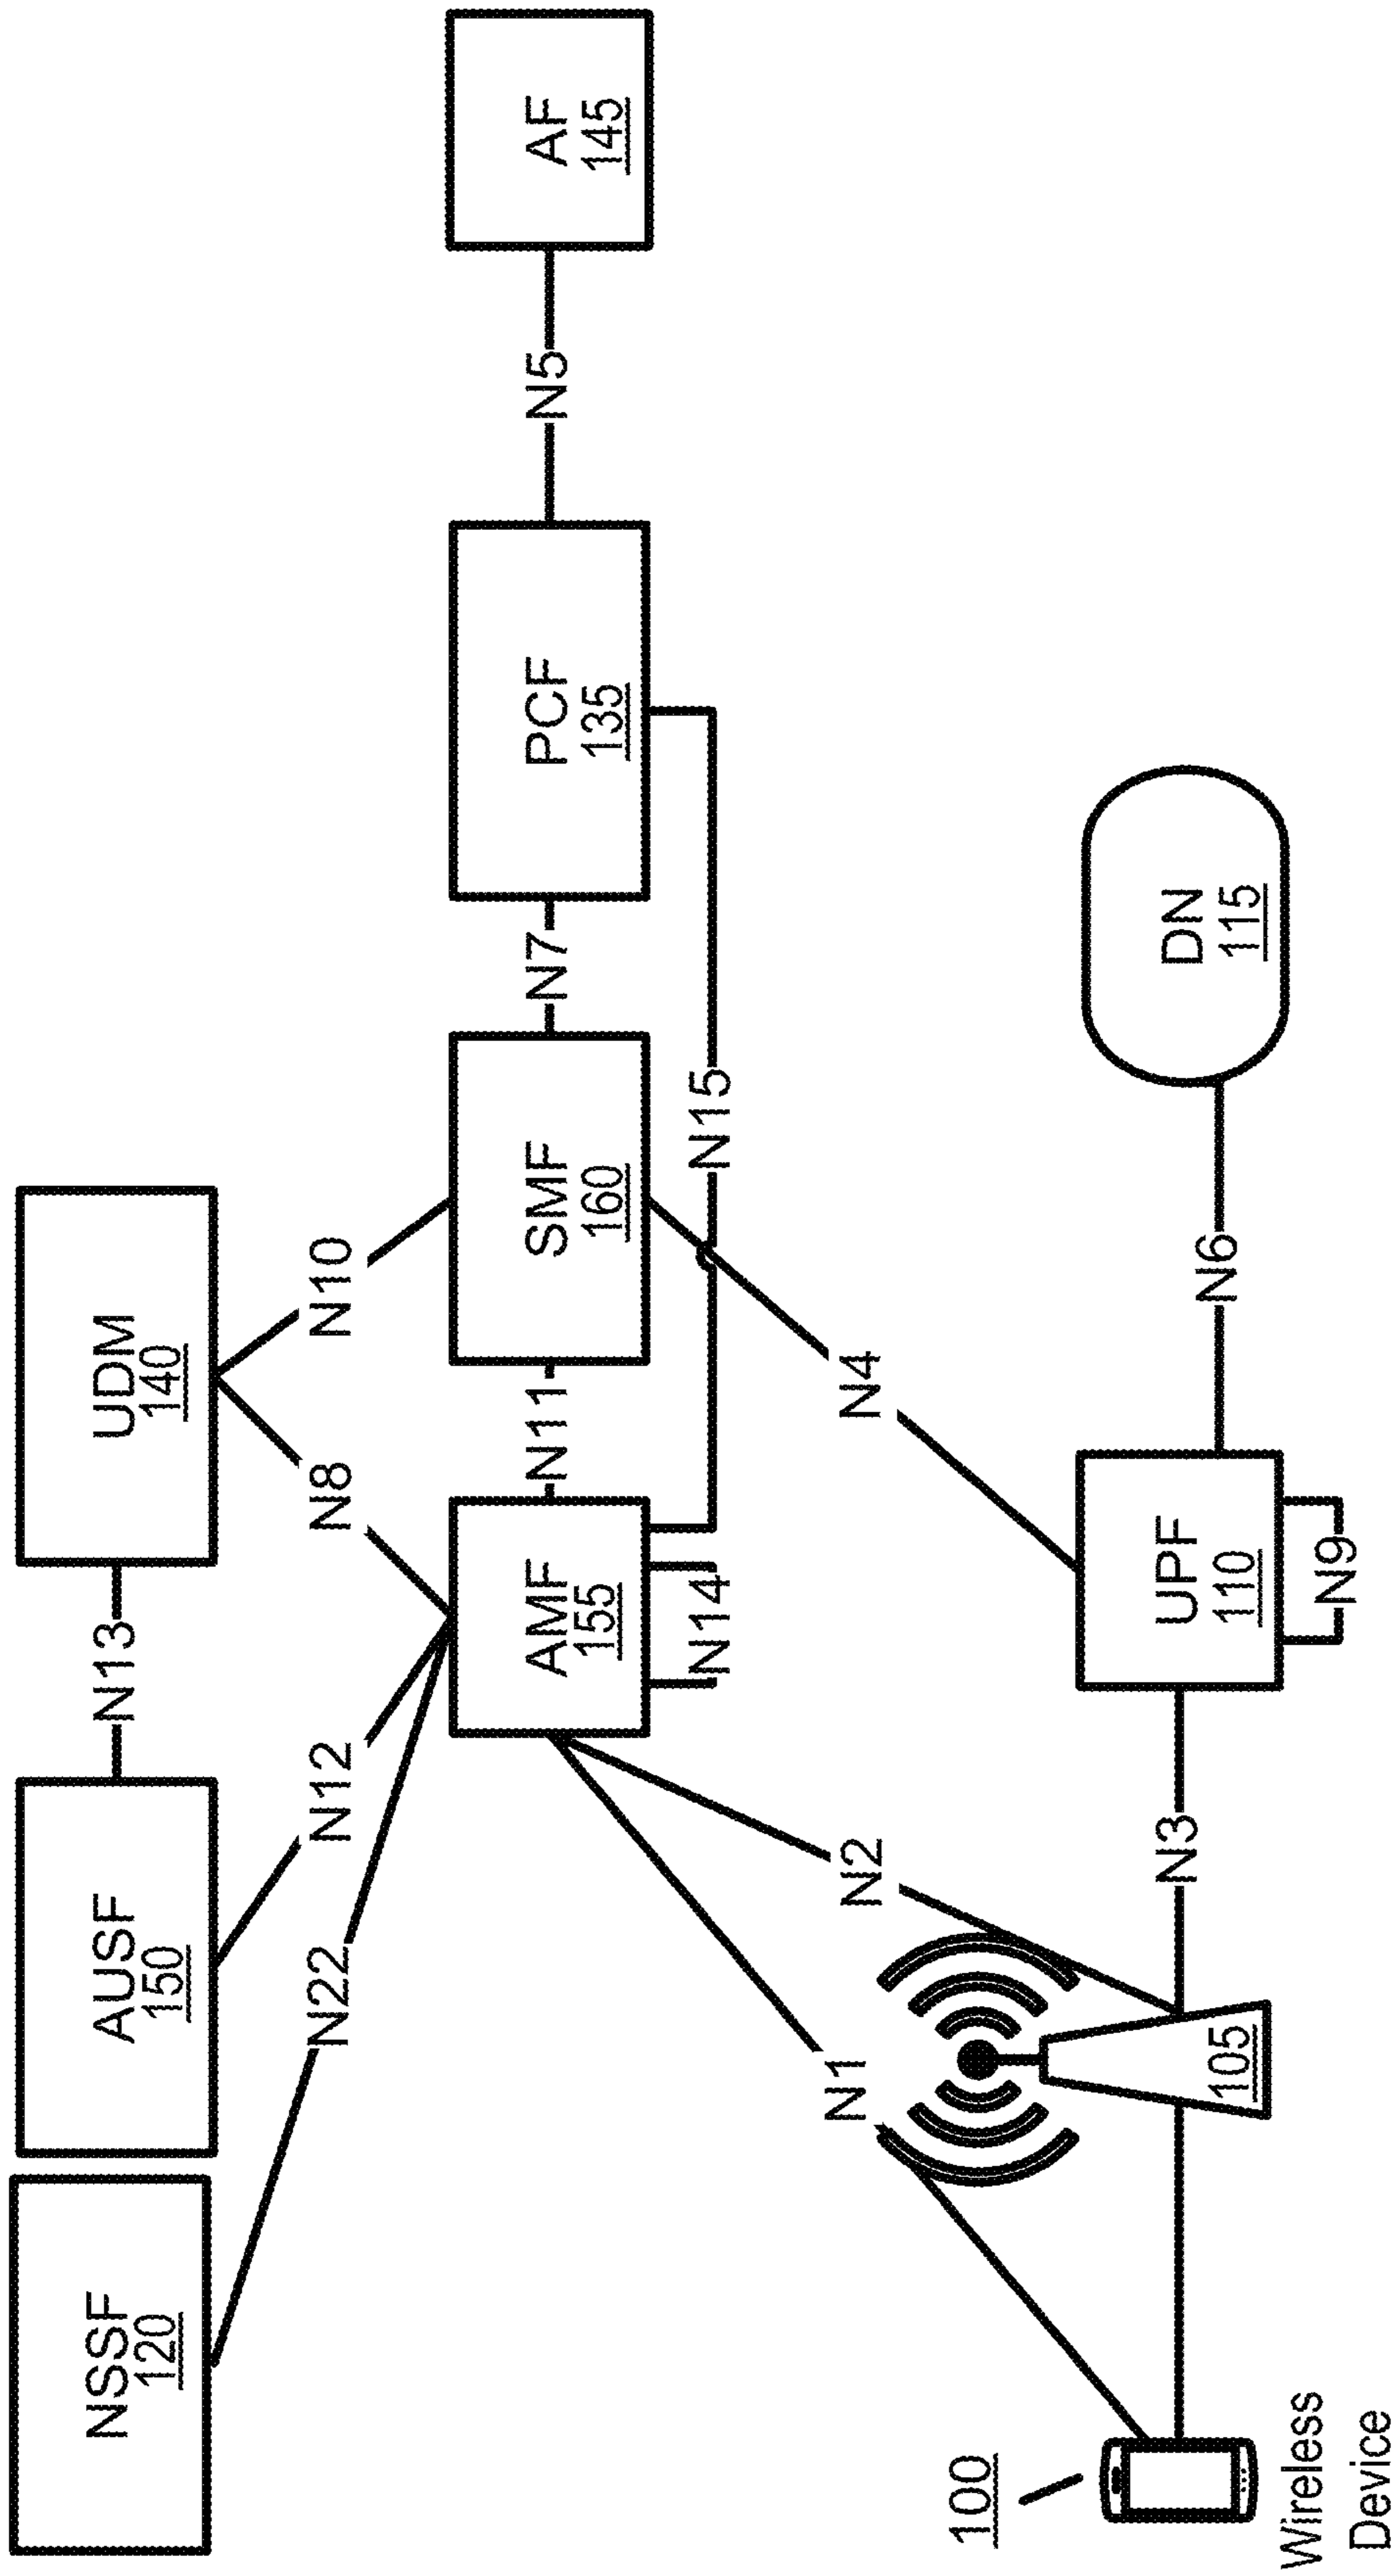 NSSF
120
AUSF
150
N13
UDM
140
N22
N12
N8
N10
AMF
155
N11
SMF
160
N7
PCF
135
N5
AF
145
N14
N15
N1
N2
N4
100
Wireless
Device
105
N3
UPF
110
N9
N6
DN
115